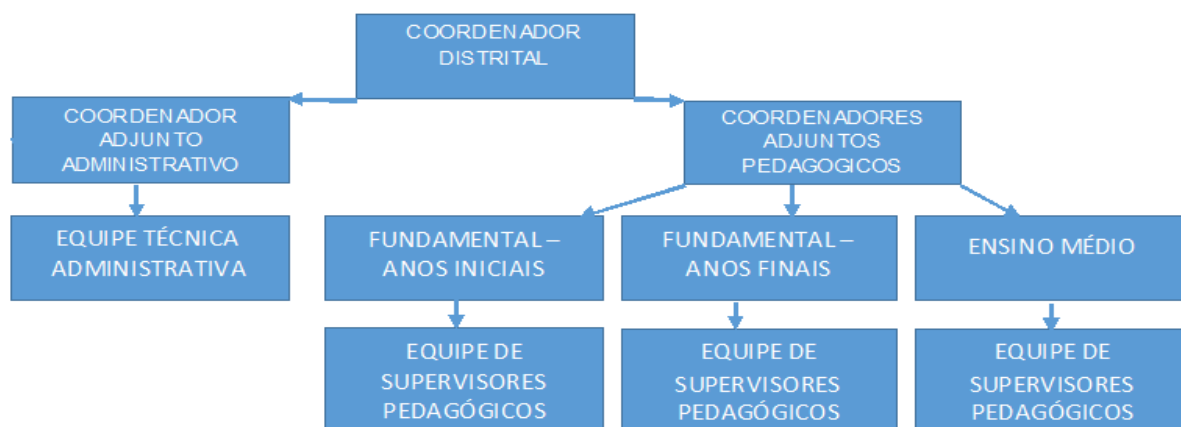 COORDENADOR
DISTRITAL
COORDENADOR
ADJUNTO
ADMINISTRATIVO
COORDENADORES
ADJUNTOS
PEDAGOGICOS
EQUIPE TÉCNICA
ADMINISTRATIVA
FUNDAMENTAL –
ANOS INICIAIS
FUNDAMENTAL –
ANOS FINAIS
ENSINO MÉDIO
EQUIPE DE
SUPERVISORES
PEDAGÓGICOS
EQUIPE DE
SUPERVISORES
PEDAGÓGICOS
EQUIPE DE
SUPERVISORES
PEDAGÓGICOS